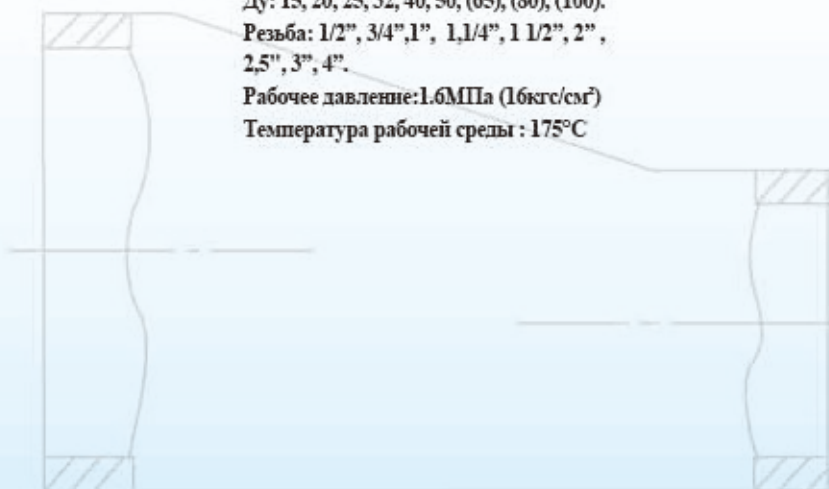 Ду: 15, 20, 25, 32, 40, 50, (65), (80), (100).
Резьба: 1/2”, 3/4”,1”, 1,1/4”, 1 1/2”, 2” ,
2,5", 3”, 4”.
Рабочее давление:1.6МПа (16кгс/см²)
Температура рабочей среды : 175°С